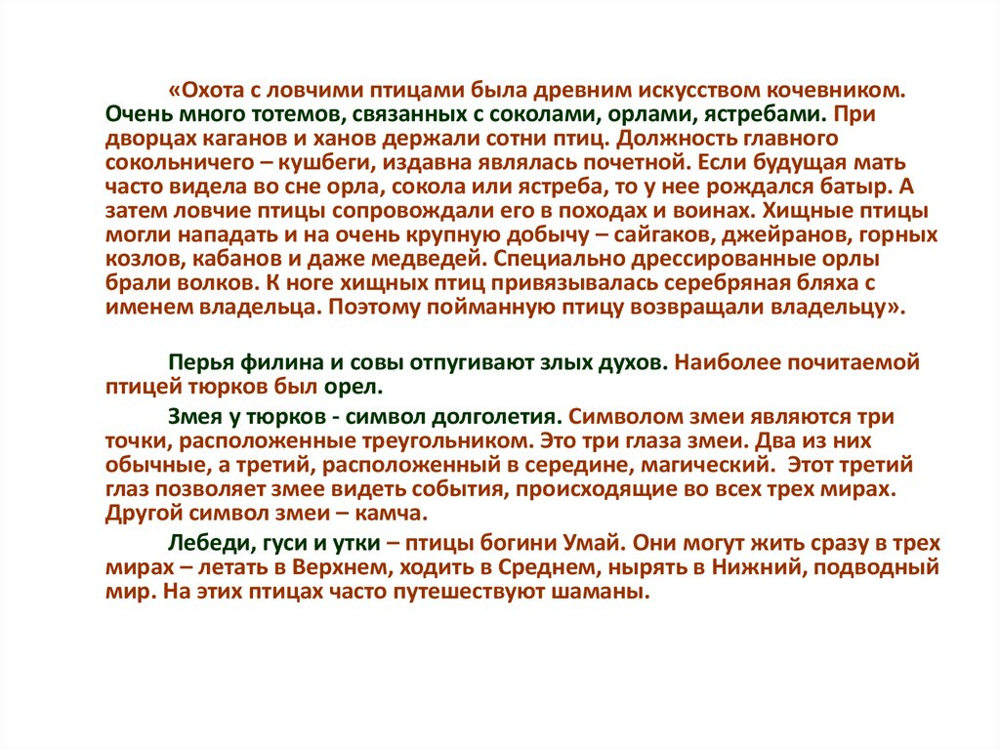 «Охота с ловчими птицами была древним искусством кочевником.
Очень много тотемов, связанных с соколами, орлами, ястребами. При
дворцах каганов и ханов держали сотни птиц. Должность главного
сокольничего – кушбеги, издавна являлась почетной. Если будущая мать
часто видела во сне орла, сокола или ястреба, то у нее рождался батыр. А
затем ловчие птицы сопровождали его в походах и воинах. Хищные птицы
могли нападать и на очень крупную добычу – сайгаков, джейранов, горных
козлов, кабанов и даже медведей. Специально дрессированные орлы
брали волков. К ноге хищных птиц привязывалась серебряная бляха с
именем владельца. Поэтому пойманную птицу возвращали владельцу».
Перья филина и совы отпугивают злых духов. Наиболее почитаемой
птицей тюрков был орел.
Змея у тюрков - символ долголетия. Символом змеи являются три
точки, расположенные треугольником. Это три глаза змеи. Два из них
обычные, а третий, расположенный в середине, магический. Этот третий
глаз позволяет змее видеть события, происходящие во всех трех мирах.
Другой символ змеи – камча.
Лебеди, гуси и утки – птицы богини Умай. Они могут жить сразу в трех
мирах – летать в Верхнем, ходить в Среднем, нырять в Нижний, подводный
мир. На этих птицах часто путешествуют шаманы.